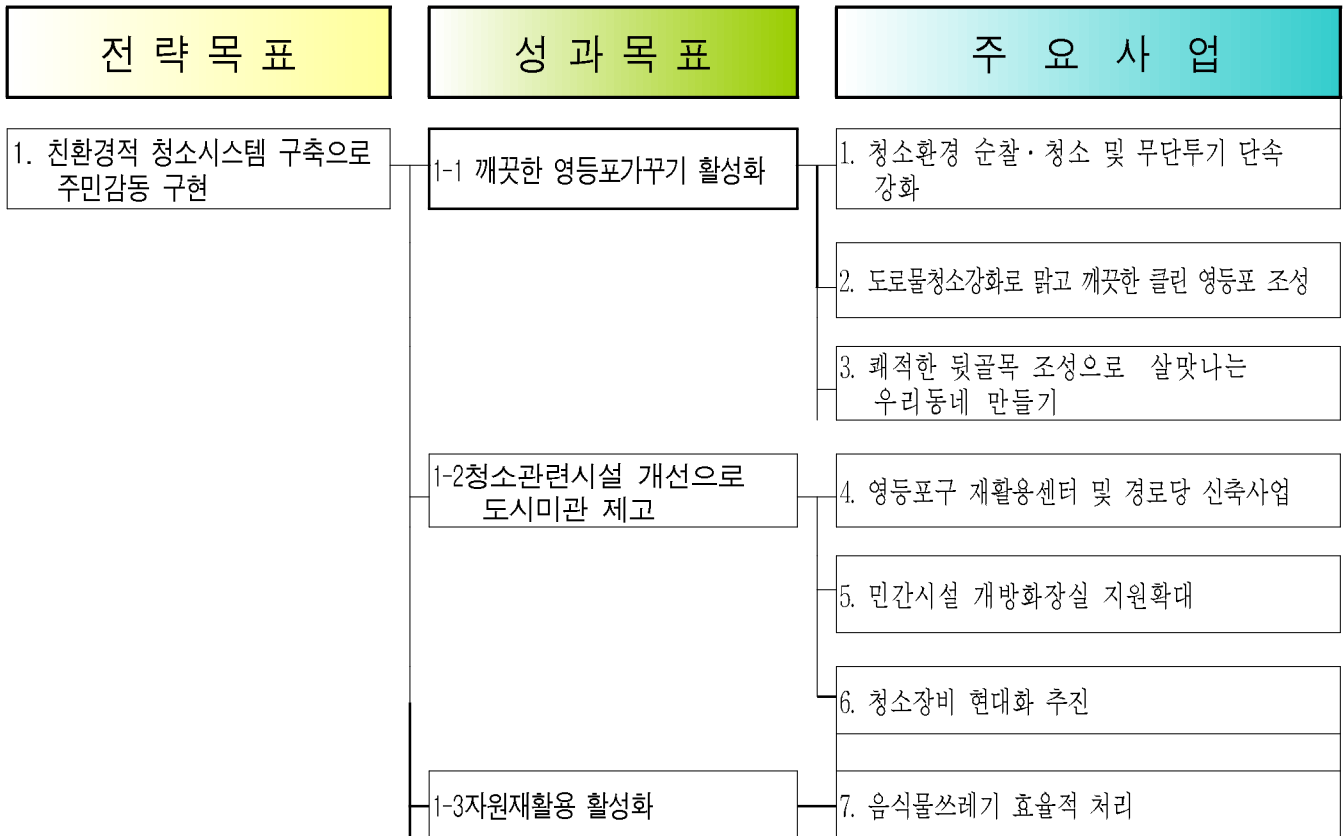 전 략 목 표
성 과 목 표
주 요 사 업
1. 친환경적 청소시스템 구축으로
주민감동 구현
1-1 깨끗한 영등포가꾸기 활성화
1. 청소환경 순찰·청소 및 무단투기 단속
강화
2. 도로물청소강화로 맑고 깨끗한 클린 영등포 조성
3. 쾌적한 뒷골목 조성으로 살맛나는
우리동네 만들기
1-2청소관련시설 개선으로
도시미관 제고
4. 영등포구 재활용센터 및 경로당 신축사업
5. 민간시설 개방화장실 지원확대
6. 청소장비 현대화 추진
1-3자원재활용 활성화
7. 음식물쓰레기 효율적 처리